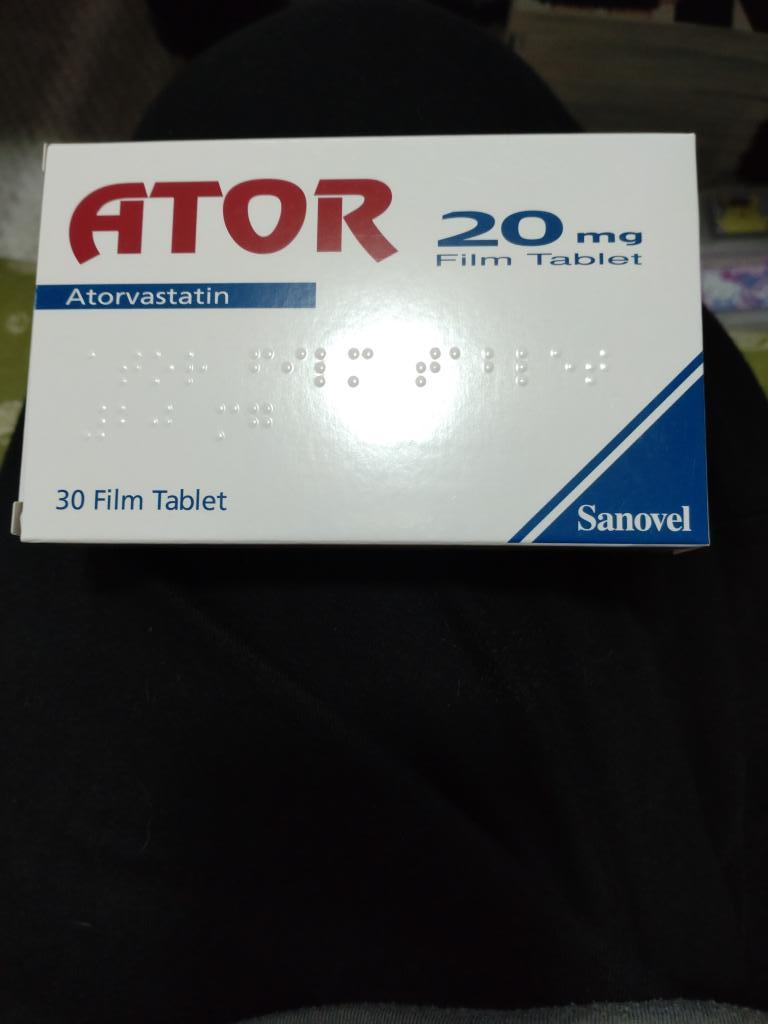 ATOR
20 mg
Film Tablet
Atorvastatin
30 Film Tablet
Sanovel